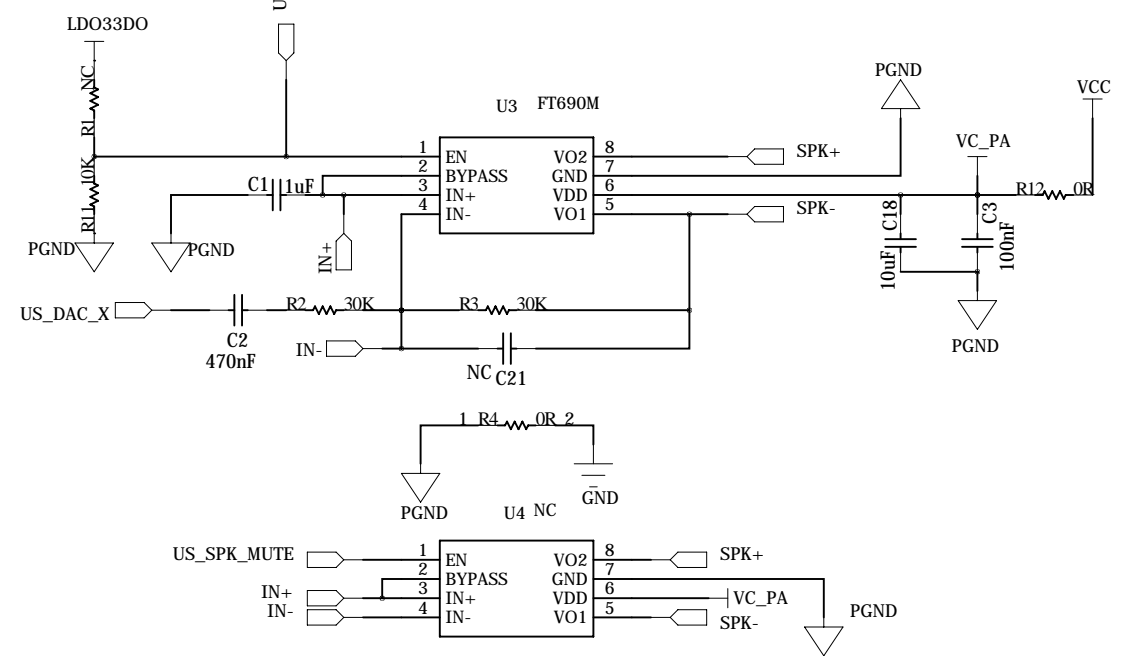 LDO33DO
U
NC
R1
10K
R11
PGND
C1 1uF
PGND
IN+
U3 FT690M
1 EN
2 BYPASS
3 IN+
4 IN-
VO2 8
GND 7
VDD 6
VO1 5
SPK+
SPK-
PGND
VC_PA
VCC
R12 0R
C18
10uF
C3
100nF
PGND
US_DAC_X
C2
470nF
R2 30K
R3 30K
IN-
NC C21
1 R4 0R 2
PGND
GND
U4 NC
US_SPK_MUTE
IN+
IN-
1 EN
2 BYPASS
3 IN+
4 IN-
VO2 8
GND 7
VDD 6
VO1 5
SPK+
VC_PA
SPK-
PGND